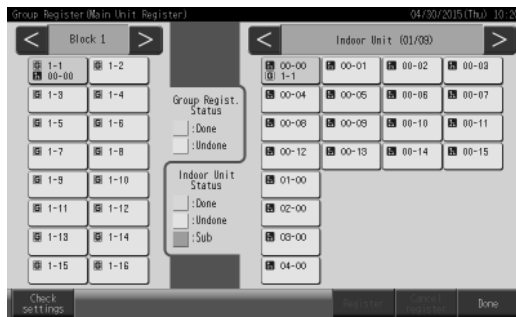 Group Register(Main Unit Register)
04/30/2015(Thu) 10:20
< Block 1 >
< Indoor Unit (01/09) >
G 1-1
00-00
G 1-2
G 1-3
G 1-4
G 1-5
G 1-6
G 1-7
G 1-8
G 1-9
G 1-10
G 1-11
G 1-12
G 1-13
G 1-14
G 1-15
G 1-16
Group Regist.
Status
:Done
:Undone
Indoor Unit
Status
:Done
:Undone
:Sub
00-00
G 1-1
00-01
00-02
00-03
00-04
00-05
00-06
00-07
00-08
00-09
00-10
00-11
00-12
00-13
00-14
00-15
01-00
02-00
03-00
04-00
Check
settings
Register
Cancel
register
Done